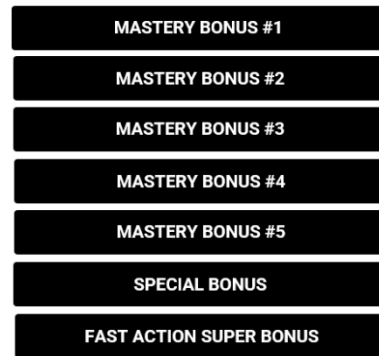 MASTERY BONUS #1
MASTERY BONUS #2
MASTERY BONUS #3
MASTERY BONUS #4
MASTERY BONUS #5
SPECIAL BONUS
FAST ACTION SUPER BONUS